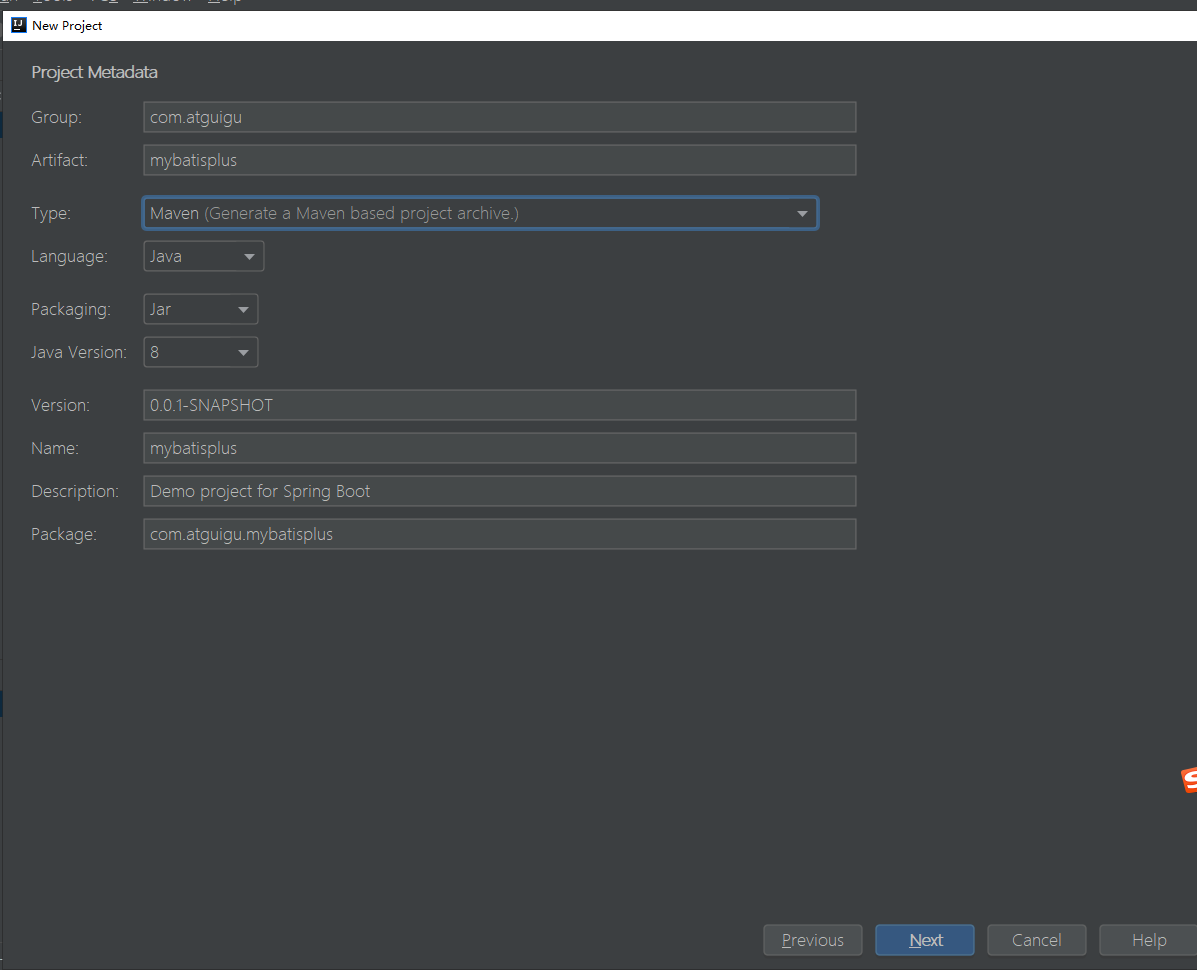 New Project
Project Metadata
Group: com.atguigu
Artifact: mybatisplus
Type: Maven (Generate a Maven based project archive.)
Language: Java
Packaging: Jar
Java Version: 8
Version: 0.0.1-SNAPSHOT
Name: mybatisplus
Description: Demo project for Spring Boot
Package: com.atguigu.mybatisplus
Previous Next Cancel Help